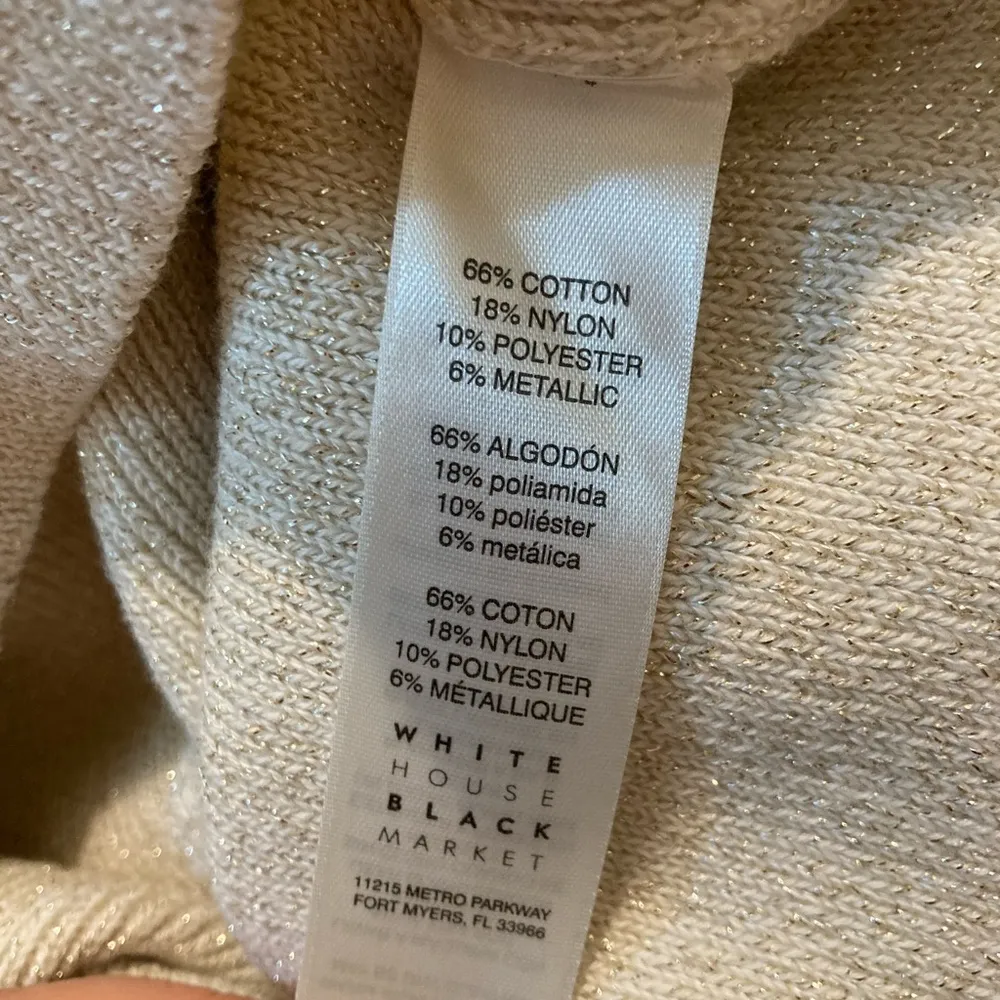 66% COTTON
18% NYLON
10% POLYESTER
6% METALLIC
66% ALGODÓN
18% poliamida
10% poliéster
6% metálica
66% COTON
18% NYLON
10% POLYESTER
6% MÉTALLIQUE
WHITE
HOUSE
BLACK
MARKET
11215 METRO PARKWAY
FORT MYERS, FL 33966